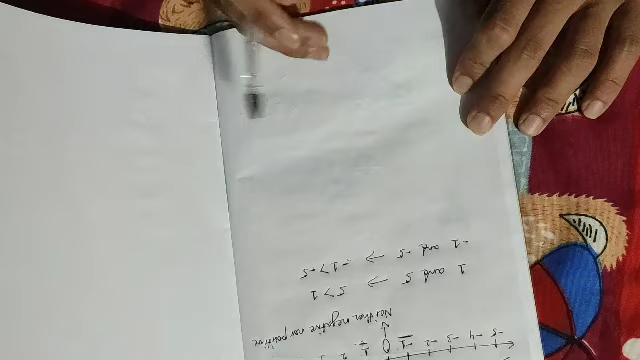 -5 -4 -3 -2 -1 0 1 2
Neither negative nor positive
1 and 5 → 5 > 1
-1 and -5 → -1 > -5